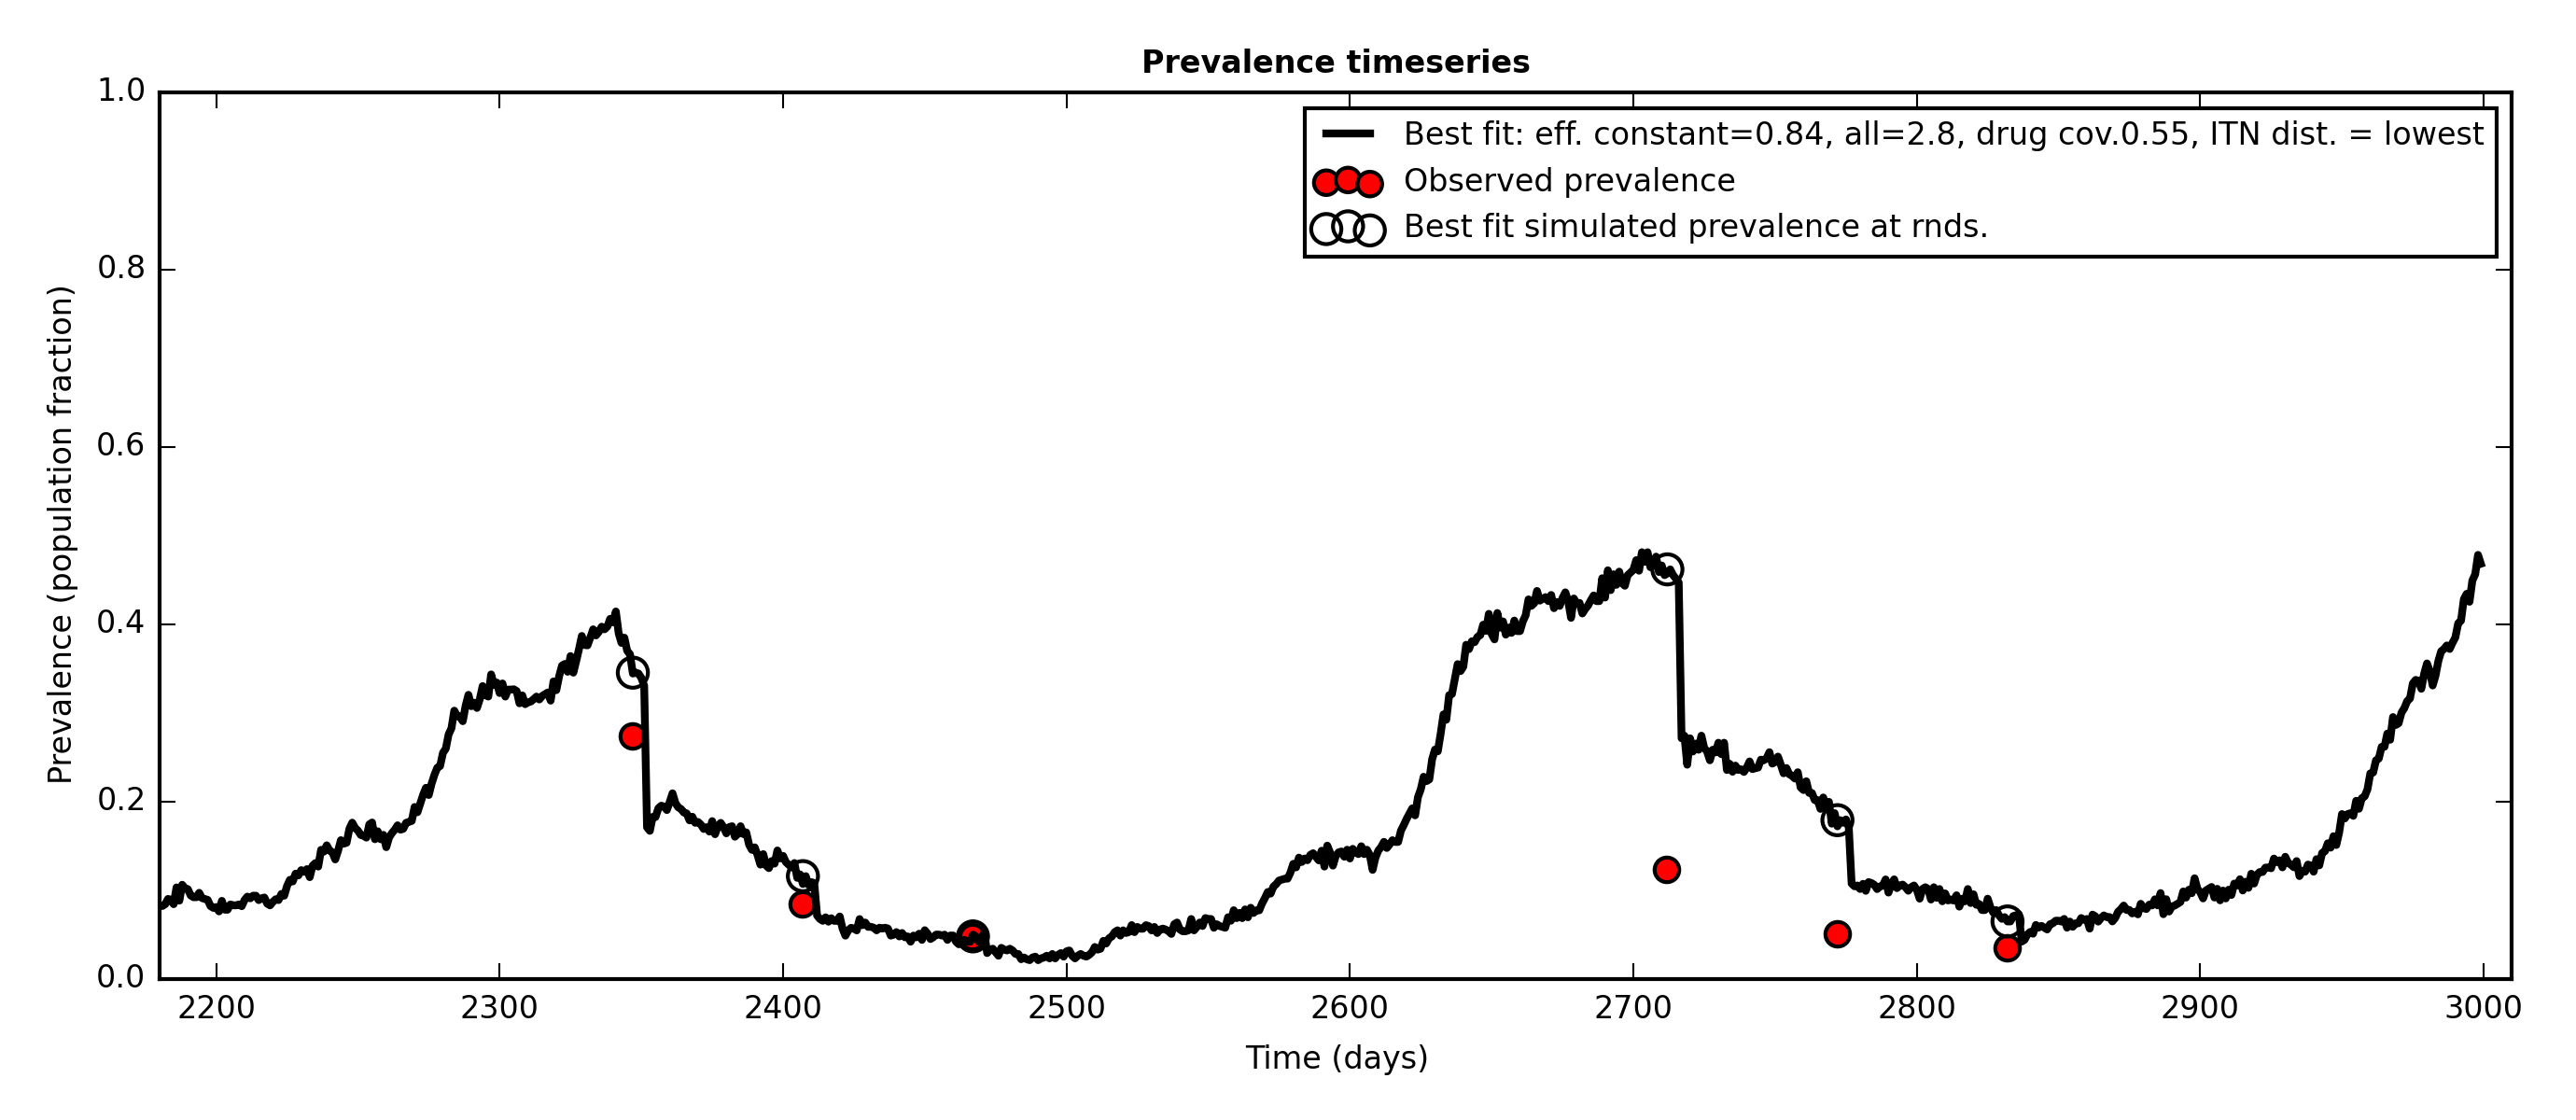 Prevalence timeseries
1.0
0.8
0.6
0.4
0.2
0.0
Prevalence (population fraction)
Best fit: eff. constant=0.84, all=2.8, drug cov.0.55, ITN dist. = lowest
Observed prevalence
Best fit simulated prevalence at rnds.
2200 2300 2400 2500 2600 2700 2800 2900 3000
Time (days)